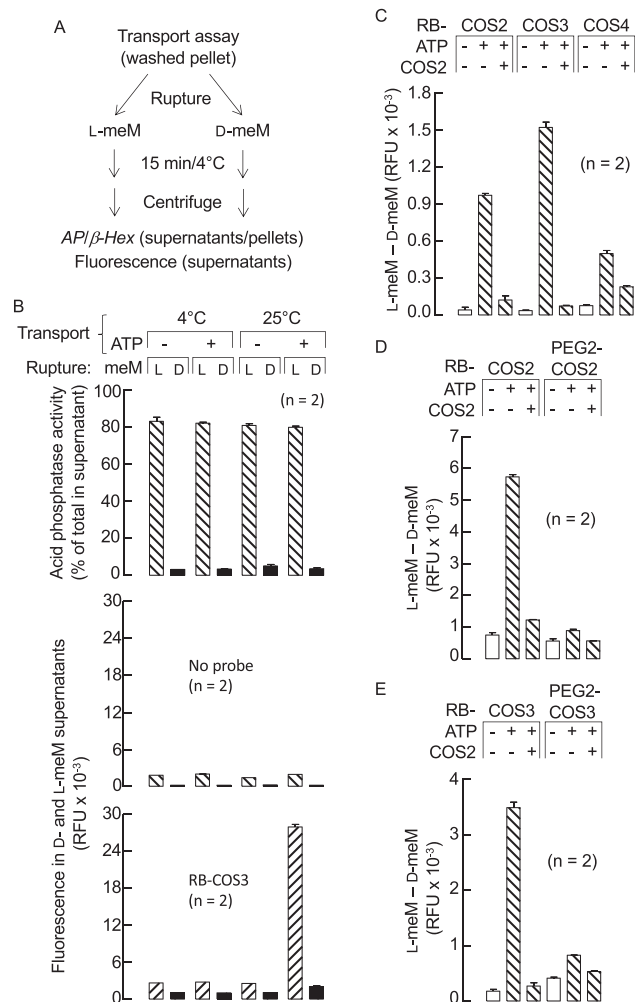 A
Transport assay
(washed pellet)
Rupture
L-meM D-meM
15 min/4°C
Centrifuge
AP/β-Hex (supernatants/pellets)
Fluorescence (supernatants)
B
4°C 25°C
Transport
ATP - + - +
Rupture: meM L D L D L D L D
(n = 2)
Acid phosphatase activity
(% of total in supernatant)
100
80
60
40
20
0
Fluorescence in D- and L-meM supernatants
(RFU x 10-3)
30
24
18
12
6
0
No probe
(n = 2)
30
24
18
12
6
0
RB-COS3
(n = 2)
C
RB- COS2 COS3 COS4
ATP - + + - + + - + +
COS2 - - + - - + - - +
L-meM – D-meM (RFU x 10-3)
1.8
1.5
1.2
0.9
0.6
0.3
0.0
(n = 2)
D
PEG2-
RB- COS2 COS2
ATP - + + - + +
COS2 - - + - - +
L-meM – D-meM
(RFU x 10-3)
7
6
5
4
3
2
1
0
(n = 2)
E
PEG2-
RB- COS3 COS3
ATP - + + - + +
COS2 - - + - - +
L-meM – D-meM
(RFU x 10-3)
4
3
2
1
0
(n = 2)